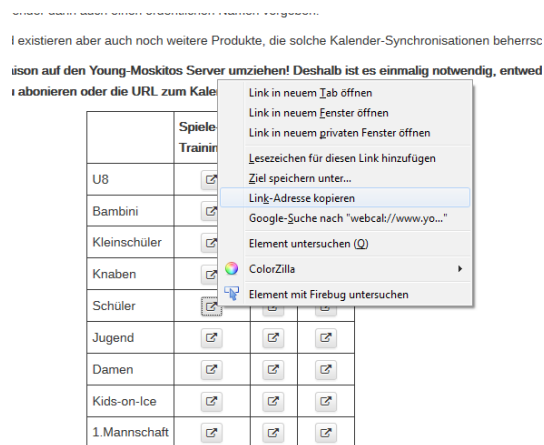 dann auch einen ordentlichen Namen vergeben.
d existieren aber auch noch weitere Produkte, die solche Kalender-Synchronisationen beherrsc
aison auf den Young-Moskitos Server umziehen! Deshalb ist es einmalig notwendig, entwed
u abonieren oder die URL zum Kale
Spiele-
Trainin
U8
Bambini
Kleinschüler
Knaben
Schüler
Jugend
Damen
Kids-on-Ice
1.Mannschaft
Link in neuem Tab öffnen
Link in neuem Fenster öffnen
Link in neuem privaten Fenster öffnen
Lesezeichen für diesen Link hinzufügen
Ziel speichern unter...
Link-Adresse kopieren
Google-Suche nach "webcal://www.yo..."
Element untersuchen (Q)
ColorZilla
Element mit Firebug untersuchen